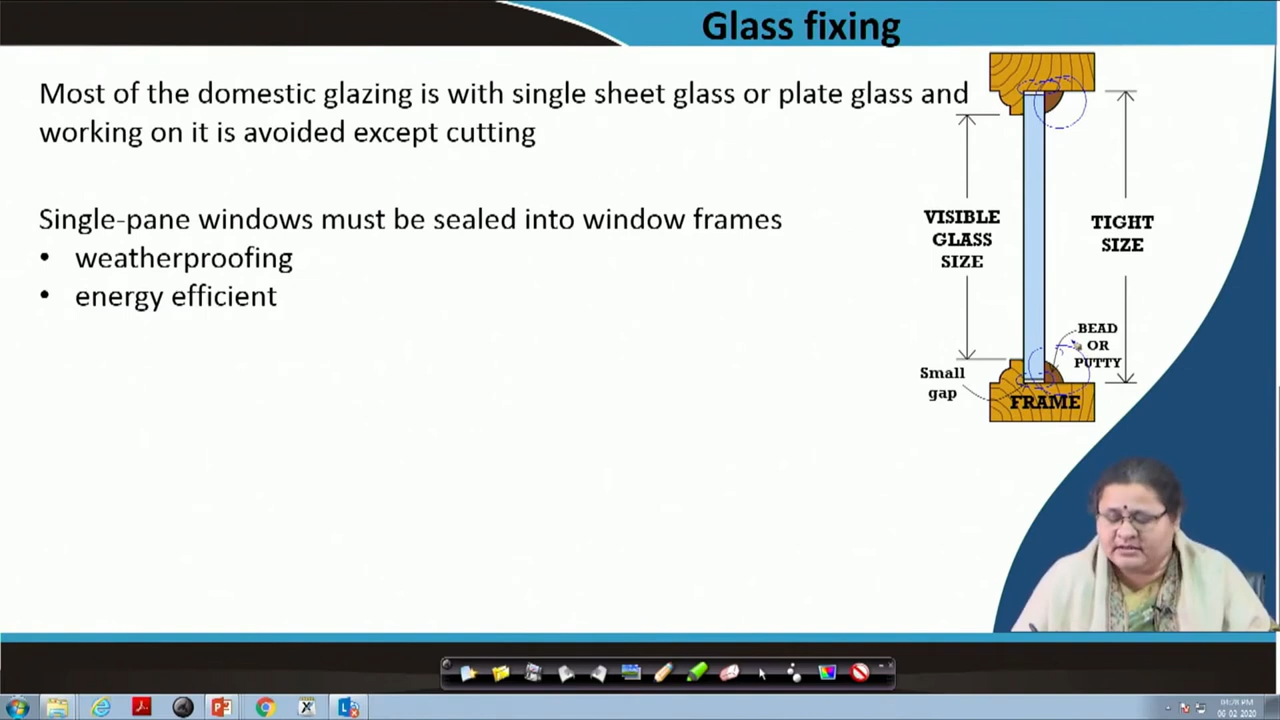 Glass fixing
Most of the domestic glazing is with single sheet glass or plate glass and
working on it is avoided except cutting
Single-pane windows must be sealed into window frames
• weatherproofing
• energy efficient
VISIBLE
GLASS
SIZE
TIGHT
SIZE
BEAD
OR
PUTTY
Small
gap
FRAME